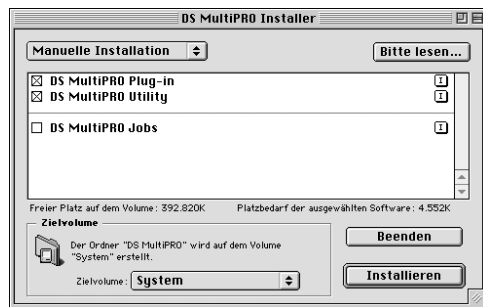 DS MultiPRO Installer
Manuelle Installation
Bitte lesen...
DS MultiPRO Plug-in
DS MultiPRO Utility
DS MultiPRO Jobs
Freier Platz auf dem Volume: 392.820K Platzbedarf der ausgewählten Software: 4.552K
Zielvolume
Der Ordner "DS MultiPRO" wird auf dem Volume
"System" erstellt.
Zielvolume: System
Beenden
Installieren